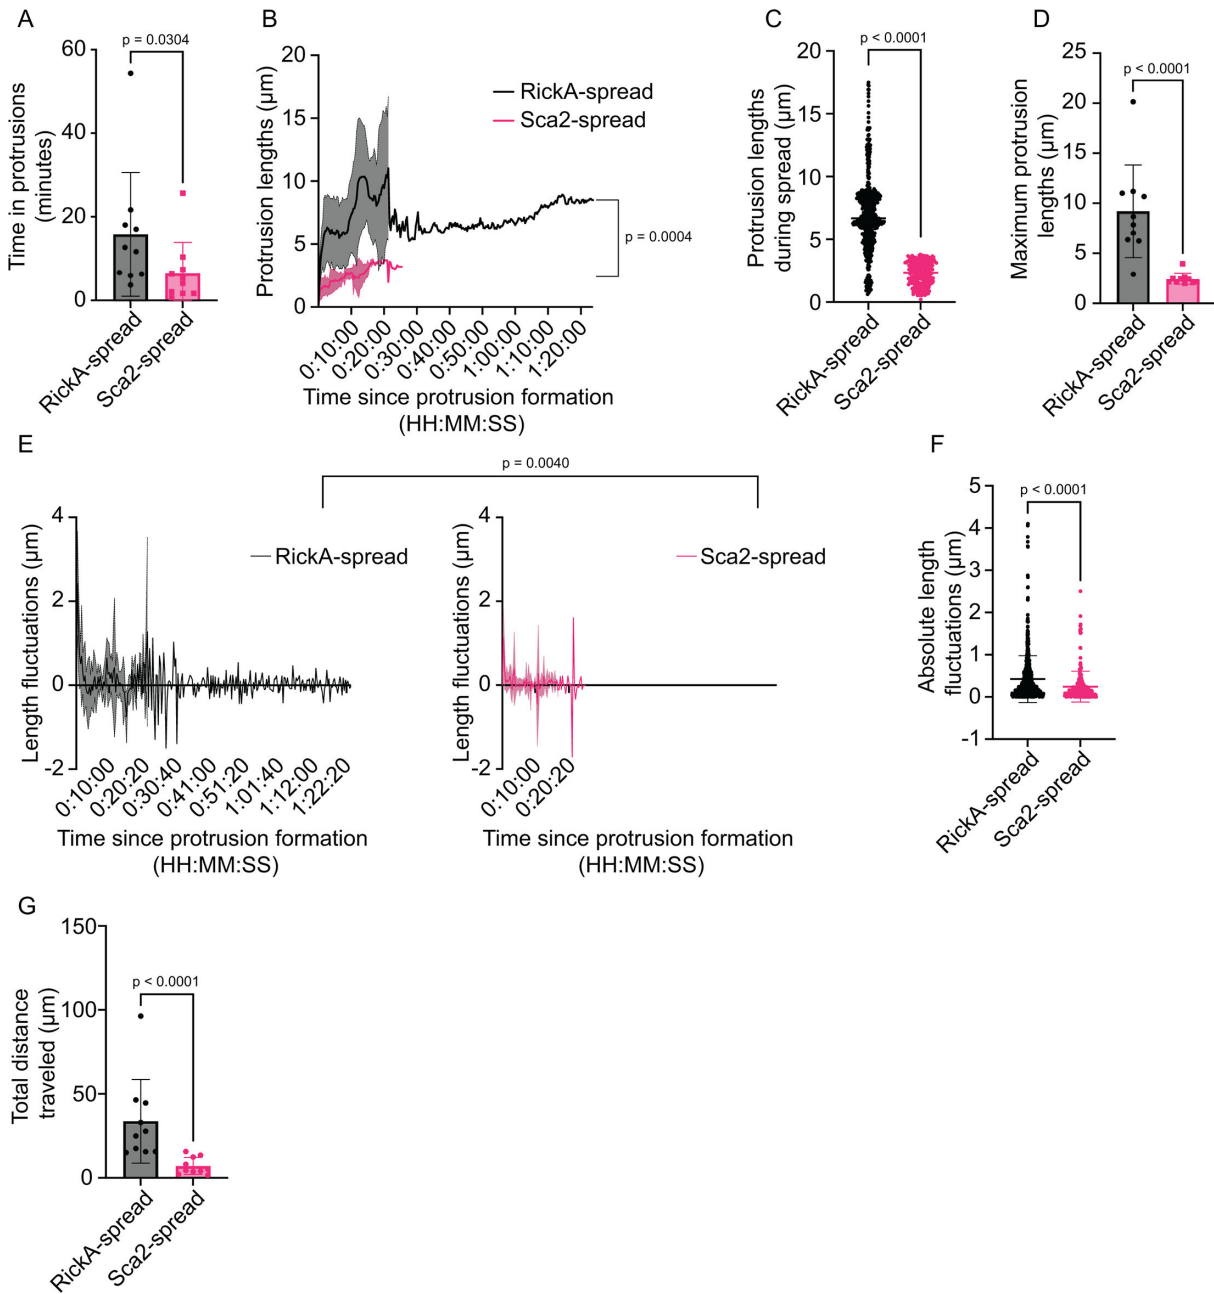 A
p = 0.0304
60
40
20
0
Time in protrusions
(minutes)
RickA-spread
Sca2-spread
B
20
15
10
5
0
Protrusion lengths (μm)
RickA-spread
Sca2-spread
p = 0.0004
0:10:00
0:20:00
0:30:00
0:40:00
0:50:00
1:00:00
1:10:00
1:20:00
Time since protrusion formation
(HH:MM:SS)
C
p < 0.0001
20
15
10
5
0
Protrusion lengths
during spread (μm)
RickA-spread
Sca2-spread
D
p < 0.0001
25
20
15
10
5
0
Maximum protrusion
lengths (μm)
RickA-spread
Sca2-spread
E
p = 0.0040
4
2
0
-2
Length fluctuations (μm)
RickA-spread
0:10:00
0:20:20
0:30:40
0:41:00
0:51:20
1:01:40
1:12:00
1:22:20
Time since protrusion formation
(HH:MM:SS)
4
2
0
-2
Length fluctuations (μm)
Sca2-spread
0:10:00
0:20:20
Time since protrusion formation
(HH:MM:SS)
F
p < 0.0001
5
4
3
2
1
0
-1
Absolute length
fluctuations (μm)
RickA-spread
Sca2-spread
G
p < 0.0001
150
100
50
0
Total distance
traveled (μm)
RickA-spread
Sca2-spread